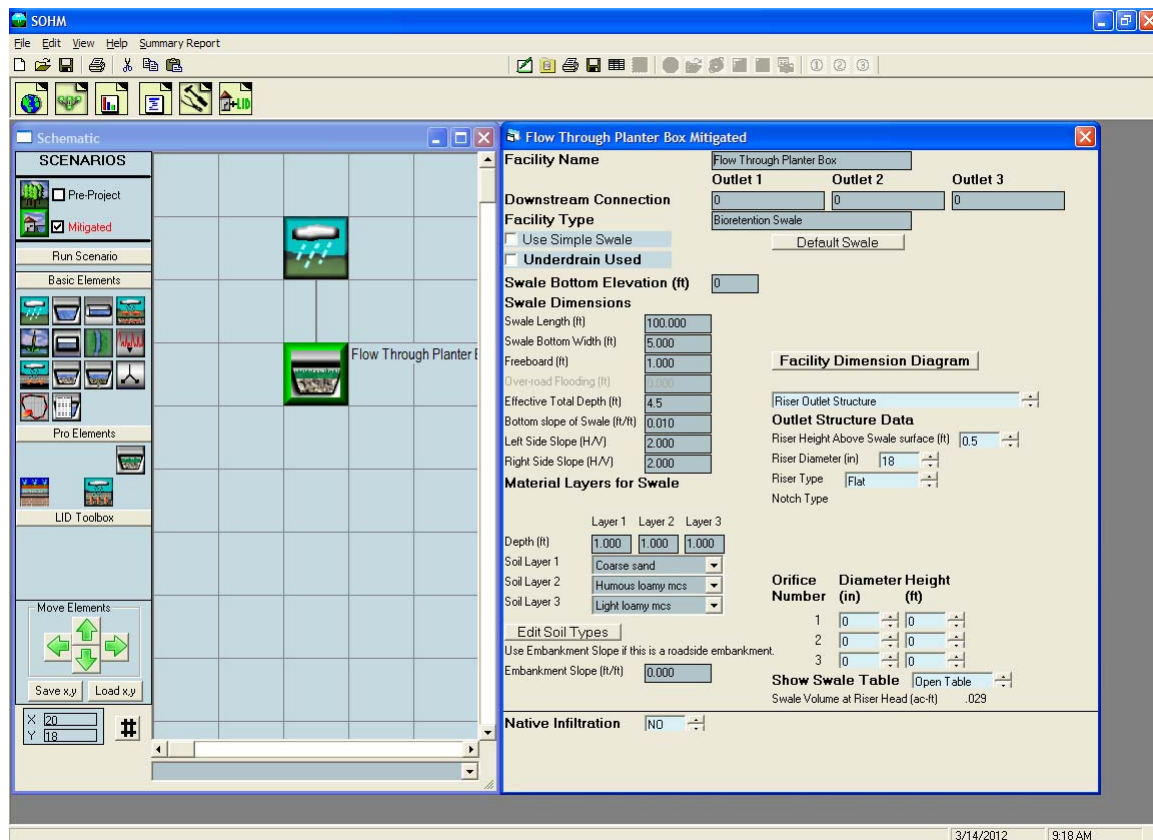 SOHM
File Edit View Help Summary Report
+LID
Schematic
SCENARIOS
Pre-Project
Mitigated
Run Scenario
Basic Elements
Pro Elements
LID Toolbox
Move Elements
Save x,y Load x,y
X 20
Y 18
#
Flow Through Planter B
Flow Through Planter Box Mitigated
Facility Name Flow Through Planter Box
Outlet 1 Outlet 2 Outlet 3
Downstream Connection 0 0 0
Facility Type Bioretention Swale
Use Simple Swale Default Swale
Underdrain Used
Swale Bottom Elevation (ft) 0
Swale Dimensions
Swale Length (ft) 100.000
Swale Bottom Width (ft) 5.000
Freeboard (ft) 1.000
Over-road Flooding (ft) 0.000
Effective Total Depth (ft) 4.5
Bottom slope of Swale (ft/ft) 0.010
Left Side Slope (H/V) 2.000
Right Side Slope (H/V) 2.000
Material Layers for Swale
Layer 1 Layer 2 Layer 3
Depth (ft) 1.000 1.000 1.000
Soil Layer 1 Coarse sand
Soil Layer 2 Humous loamy mcs
Soil Layer 3 Light loamy mcs
Edit Soil Types
Use Embankment Slope if this is a roadside embankment.
Embankment Slope (ft/ft) 0.000
Native Infiltration NO
Facility Dimension Diagram
Riser Outlet Structure
Outlet Structure Data
Riser Height Above Swale surface (ft) 0.5
Riser Diameter (in) 18
Riser Type Flat
Notch Type
Orifice Diameter Height
Number (in) (ft)
1 0 0
2 0 0
3 0 0
Show Swale Table Open Table
Swale Volume at Riser Head (ac-ft) .029
3/14/2012 9:18 AM